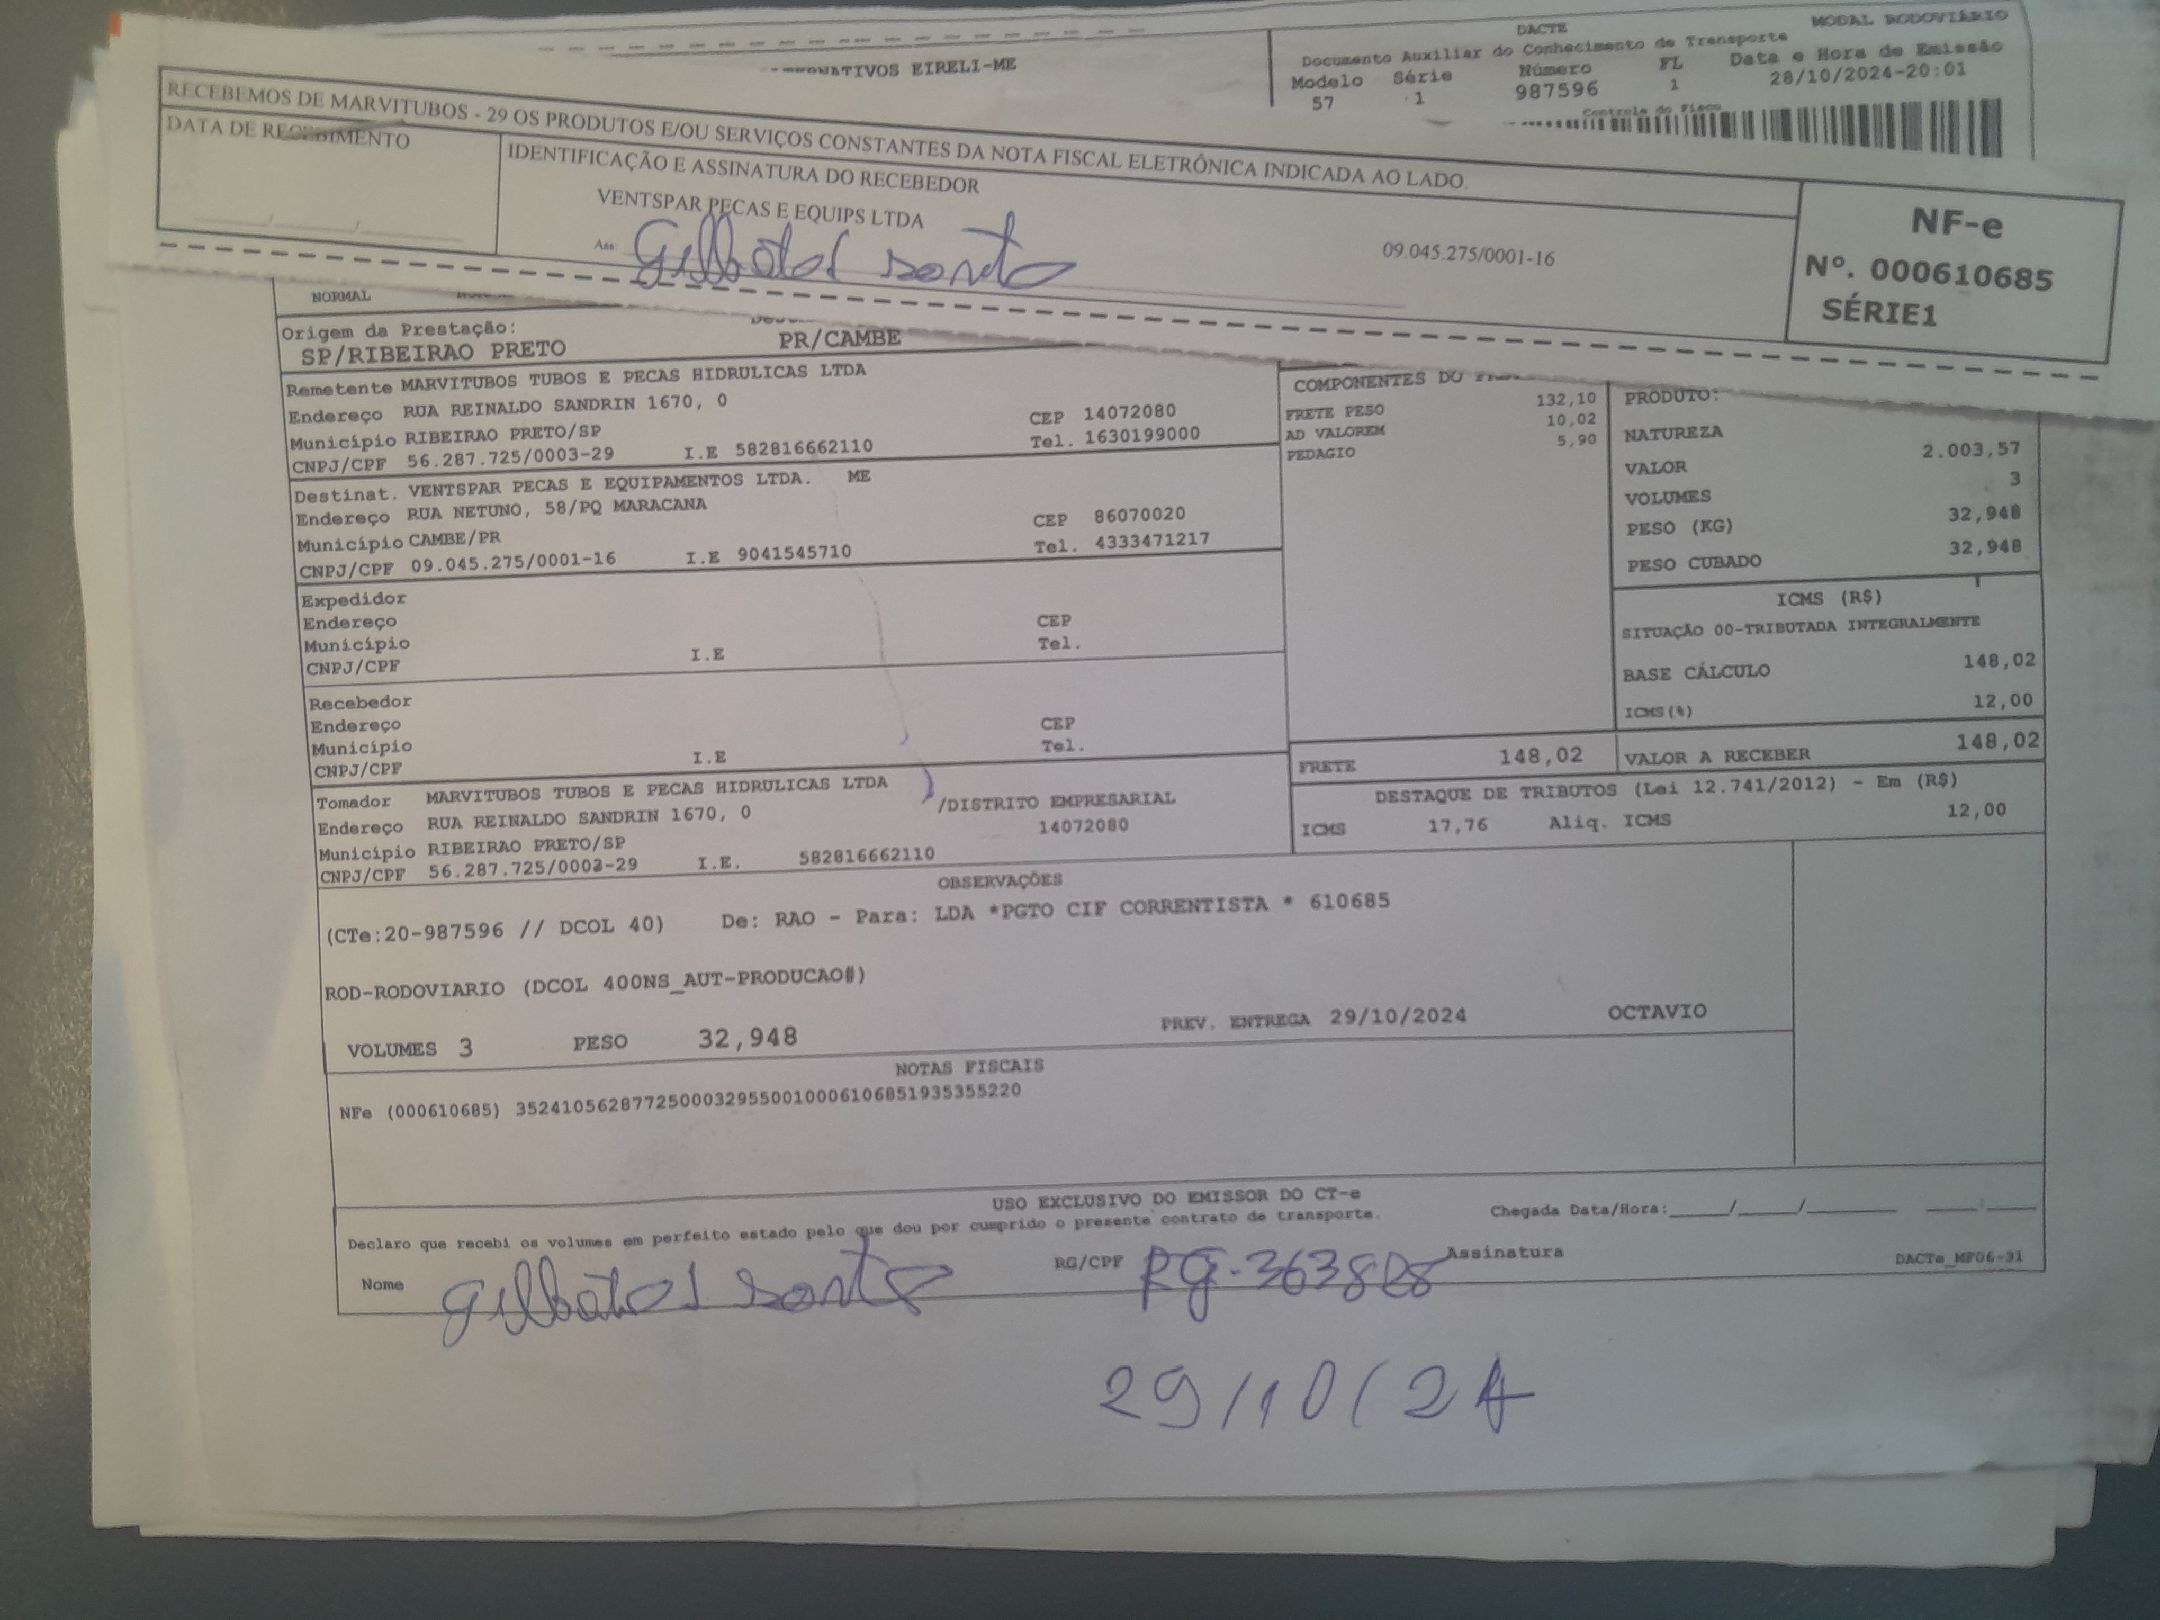 EIRELI-ME
DACTE
MODAL RODOVIÁRIO
Documento Auxiliar do Conhecimento de Transporte
Modelo Série Número FL Data e Hora de Emissão
57 1 987596 1 28/10/2024-20:01
Controle do Fisco
RECEBEMOS DE MARVITUBOS - 29 OS PRODUTOS E/OU SERVIÇOS CONSTANTES DA NOTA FISCAL ELETRÔNICA INDICADA AO LADO.
DATA DE RECEBIMENTO
IDENTIFICAÇÃO E ASSINATURA DO RECEBEDOR
VENTSPAR PECAS E EQUIPS LTDA
Ass:
09.045.275/0001-16
NF-e
Nº. 000610685
SÉRIE1
NORMAL
Origem da Prestação:
SP/RIBEIRAO PRETO PR/CAMBE
Remetente MARVITUBOS TUBOS E PECAS HIDRULICAS LTDA
Endereço RUA REINALDO SANDRIN 1670, 0 CEP 14072080
Município RIBEIRAO PRETO/SP Tel. 1630199000
CNPJ/CPF 56.287.725/0003-29 I.E 582816662110
Destinat. VENTSPAR PECAS E EQUIPAMENTOS LTDA. ME
Endereço RUA NETUNO, 58/PQ MARACANA CEP 86070020
Município CAMBE/PR Tel. 4333471217
CNPJ/CPF 09.045.275/0001-16 I.E 9041545710
Expedidor
Endereço CEP
Município Tel.
CNPJ/CPF I.E
Recebedor
Endereço CEP
Município Tel.
CNPJ/CPF I.E
Tomador MARVITUBOS TUBOS E PECAS HIDRULICAS LTDA
Endereço RUA REINALDO SANDRIN 1670, 0 /DISTRITO EMPRESARIAL
Município RIBEIRAO PRETO/SP 14072080
CNPJ/CPF 56.287.725/0003-29 I.E. 582816662110
COMPONENTES DO
FRETE PESO 132,10
AD VALOREM 10,02
PEDAGIO 5,90
PRODUTO:
NATUREZA
VALOR 2.003,57
VOLUMES 3
PESO (KG) 32,948
PESO CUBADO 32,948
ICMS (R$)
SITUAÇÃO 00-TRIBUTADA INTEGRALMENTE
BASE CÁLCULO 148,02
ICMS(%) 12,00
FRETE 148,02 VALOR A RECEBER 148,02
DESTAQUE DE TRIBUTOS (Lei 12.741/2012) - Em (R$)
ICMS 17,76 Aliq. ICMS 12,00
OBSERVAÇÕES
(CTe:20-987596 // DCOL 40) De: RAO - Para: LDA *PGTO CIF CORRENTISTA * 610685
ROD-RODOVIARIO (DCOL 400NS_AUT-PRODUCAO#)
VOLUMES 3 PESO 32,948 PREV. ENTREGA 29/10/2024 OCTAVIO
NOTAS FISCAIS
NFe (000610685) 35241056287725000329550010006106851935355220
USO EXCLUSIVO DO EMISSOR DO CT-e
Declaro que recebi os volumes em perfeito estado pelo que dou por cumprido o presente contrato de transporte.
Chegada Data/Hora:____/____/______ ____:____
Nome RG/CPF RG. Assinatura
DACTe_MF06-31
29/10/24